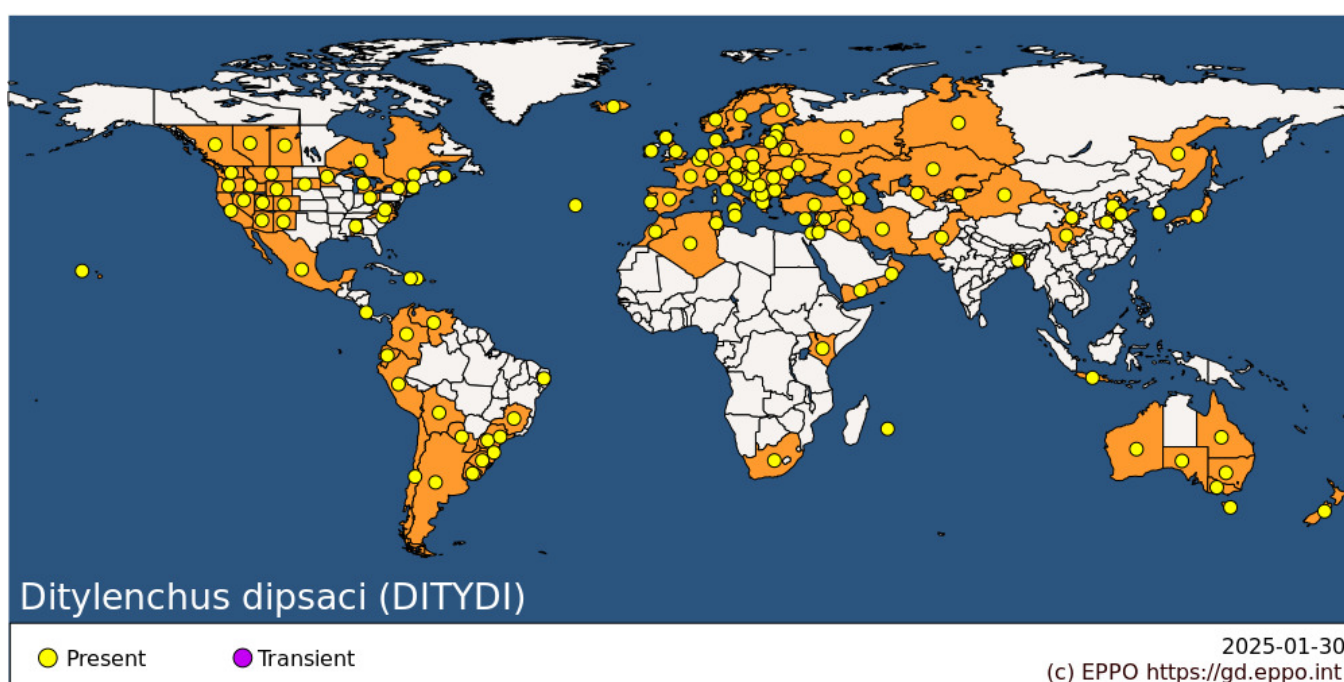 Ditylenchus dipsaci (DITYDI)
Present
Transient
2025-01-30
(c) EPPO https://gd.eppo.int